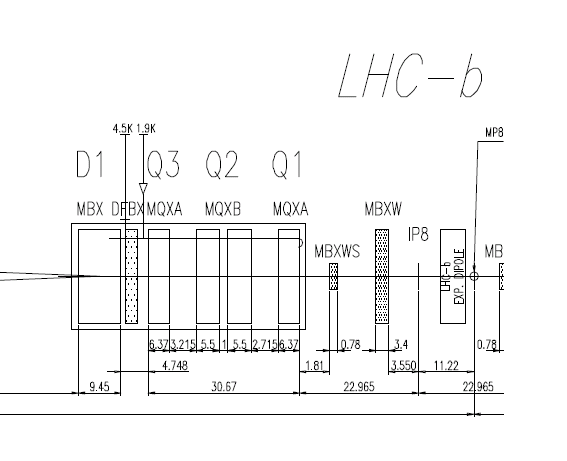 LHC-b
4.5K 1.9K
MP8
D1 Q3 Q2 Q1
MBX DFBX MQXA MQXB MQXA MBXW
MBXWS IP8 MB
LHC-b
EXP. DIPOLE
6.37 3.215 5.5 1 5.5 2.715 6.37 0.78 3.4 0.78
4.748 1.81 3.550 11.22
9.45 30.67 22.965 22.965